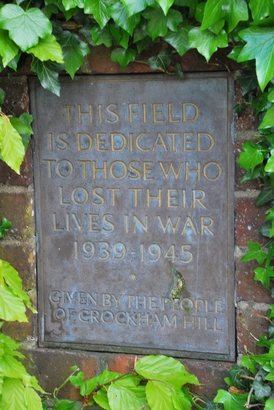 THIS FIELD
IS DEDICATED
TO THOSE WHO
LOST THEIR
LIVES IN WAR
1939-1945
GIVEN BY THE PEOPLE
OF CROCKHAM HILL